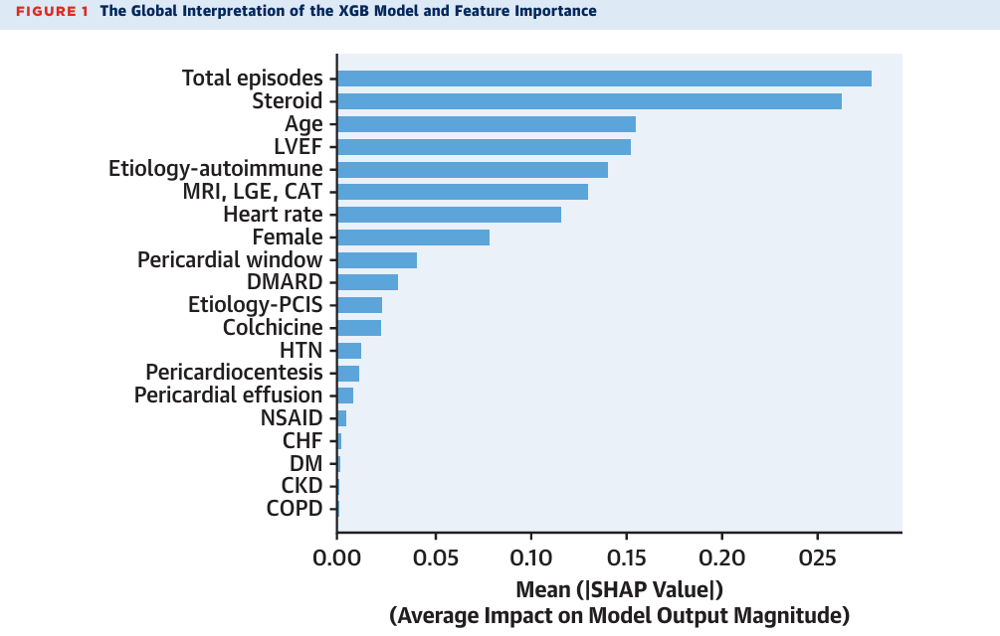 FIGURE 1 The Global Interpretation of the XGB Model and Feature Importance
Total episodes
Steroid
Age
LVEF
Etiology-autoimmune
MRI, LGE, CAT
Heart rate
Female
Pericardial window
DMARD
Etiology-PCIS
Colchicine
HTN
Pericardiocentesis
Pericardial effusion
NSAID
CHF
DM
CKD
COPD
0.00 0.05 0.10 0.15 0.20 025
Mean (|SHAP Value|)
(Average Impact on Model Output Magnitude)